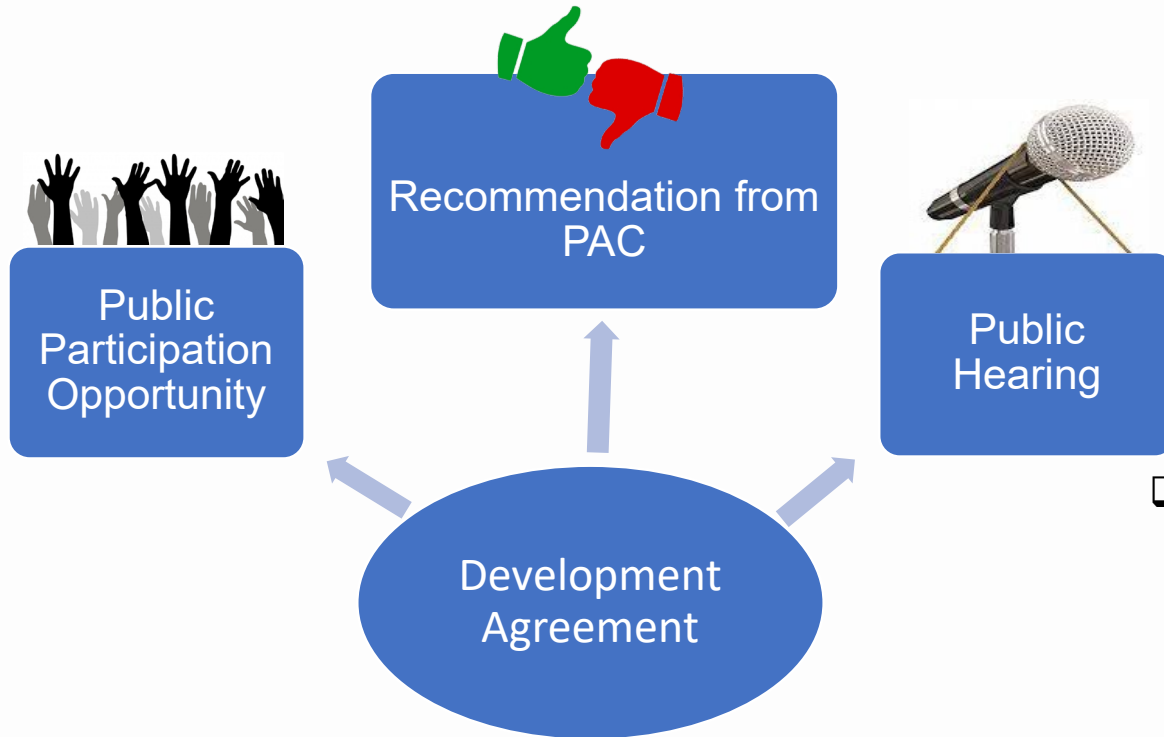 Recommendation from
PAC
Public
Participation
Opportunity
Public
Hearing
Development
Agreement